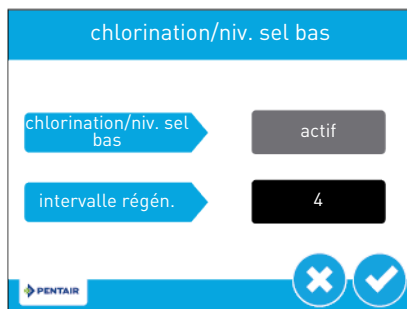 chlorination/niv. sel bas
chlorination/niv. sel
bas
actif
intervalle régén.
4
PENTAIR